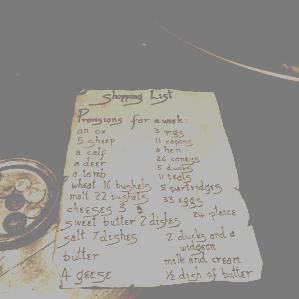 Shopping List
Provisions for a week:
an ox
5 sheep
a calf
a deer
a lamb
wheat 16 bushels
malt 22 bushels
cheeses 3
sweet butter 2 dishes
salt 7 dishes
butter
4 geese
3 pigs
11 capons
a hen
26 coneys
5 ducks
11 teals
5 partridges
33 eggs
24 plaice
2 ducks and a
widgeon
milk and cream
½ dish of butter